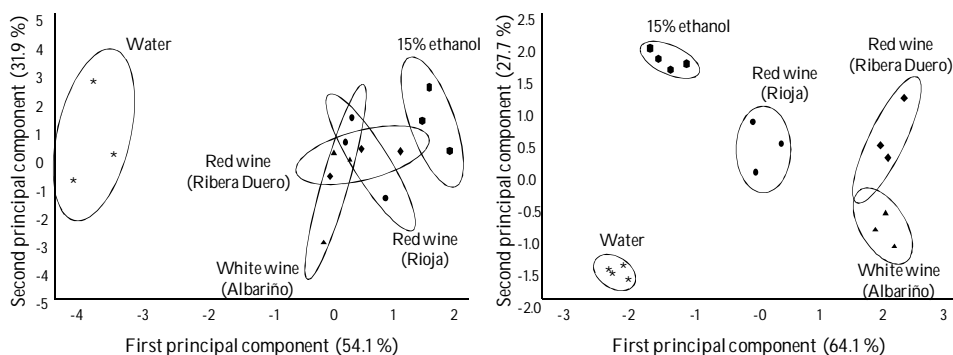 5
4
3
2
1
0
-1
-2
-3
4
-5
Second principal component (31.9 %)
-4
-3
-2
-1
0
1
2
First principal component (54.1 %)
Water
15% ethanol
Red wine
(Ribera Duero)
Red wine
(Rioja)
White wine
(Albariño)
2.5
2.0
1.5
1.0
0.5
0.0
-0.5
-1.0
-1.5
-2.0
Second principal component (27.7 %)
-3
-2
-1
-0
1
2
3
First principal component (64.1 %)
15% ethanol
Red wine
(Ribera Duero)
Red wine
(Rioja)
Water
White wine
(Albariño)